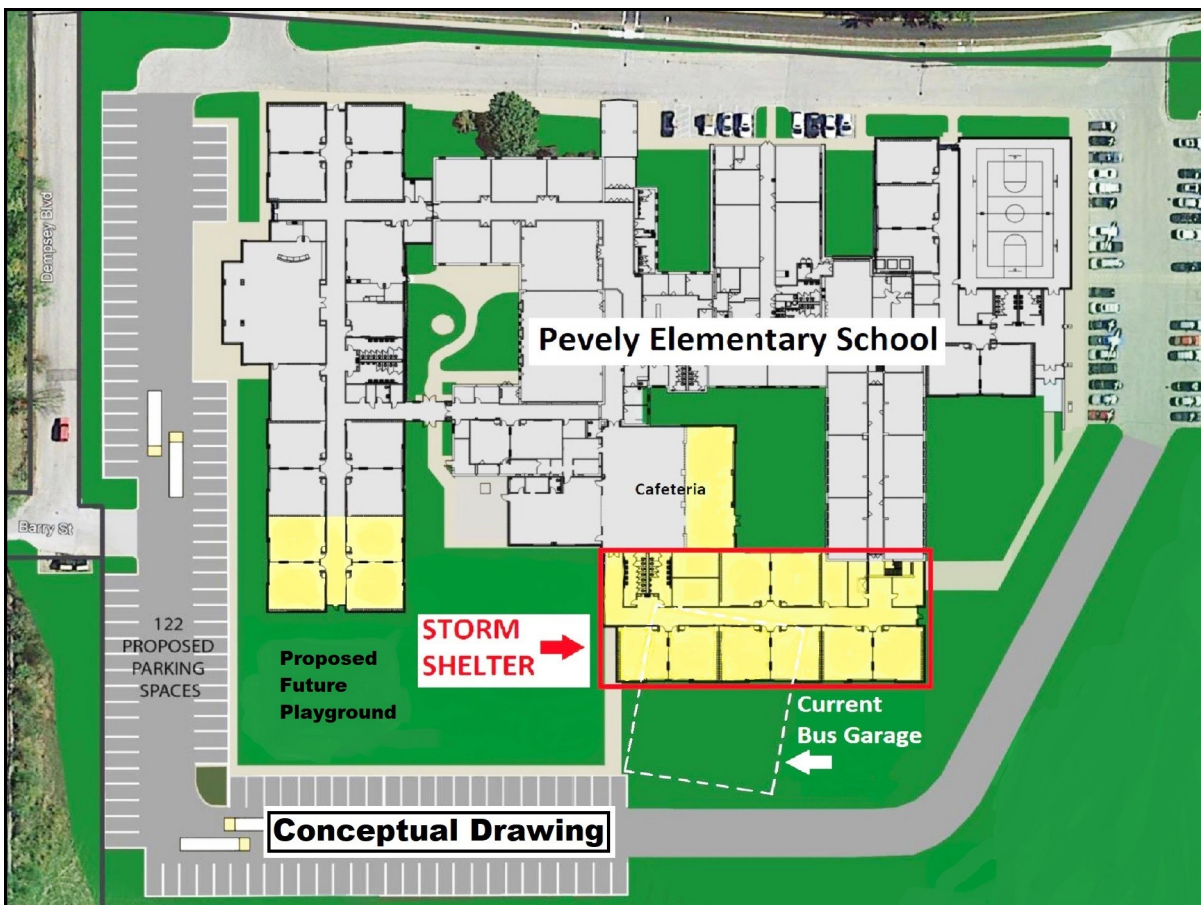 Dempsey Blvd
Pevely Elementary School
Cafeteria
Barry St
122
PROPOSED
PARKING
SPACES
STORM
SHELTER
Proposed
Future
Playground
Current
Bus Garage
Conceptual Drawing